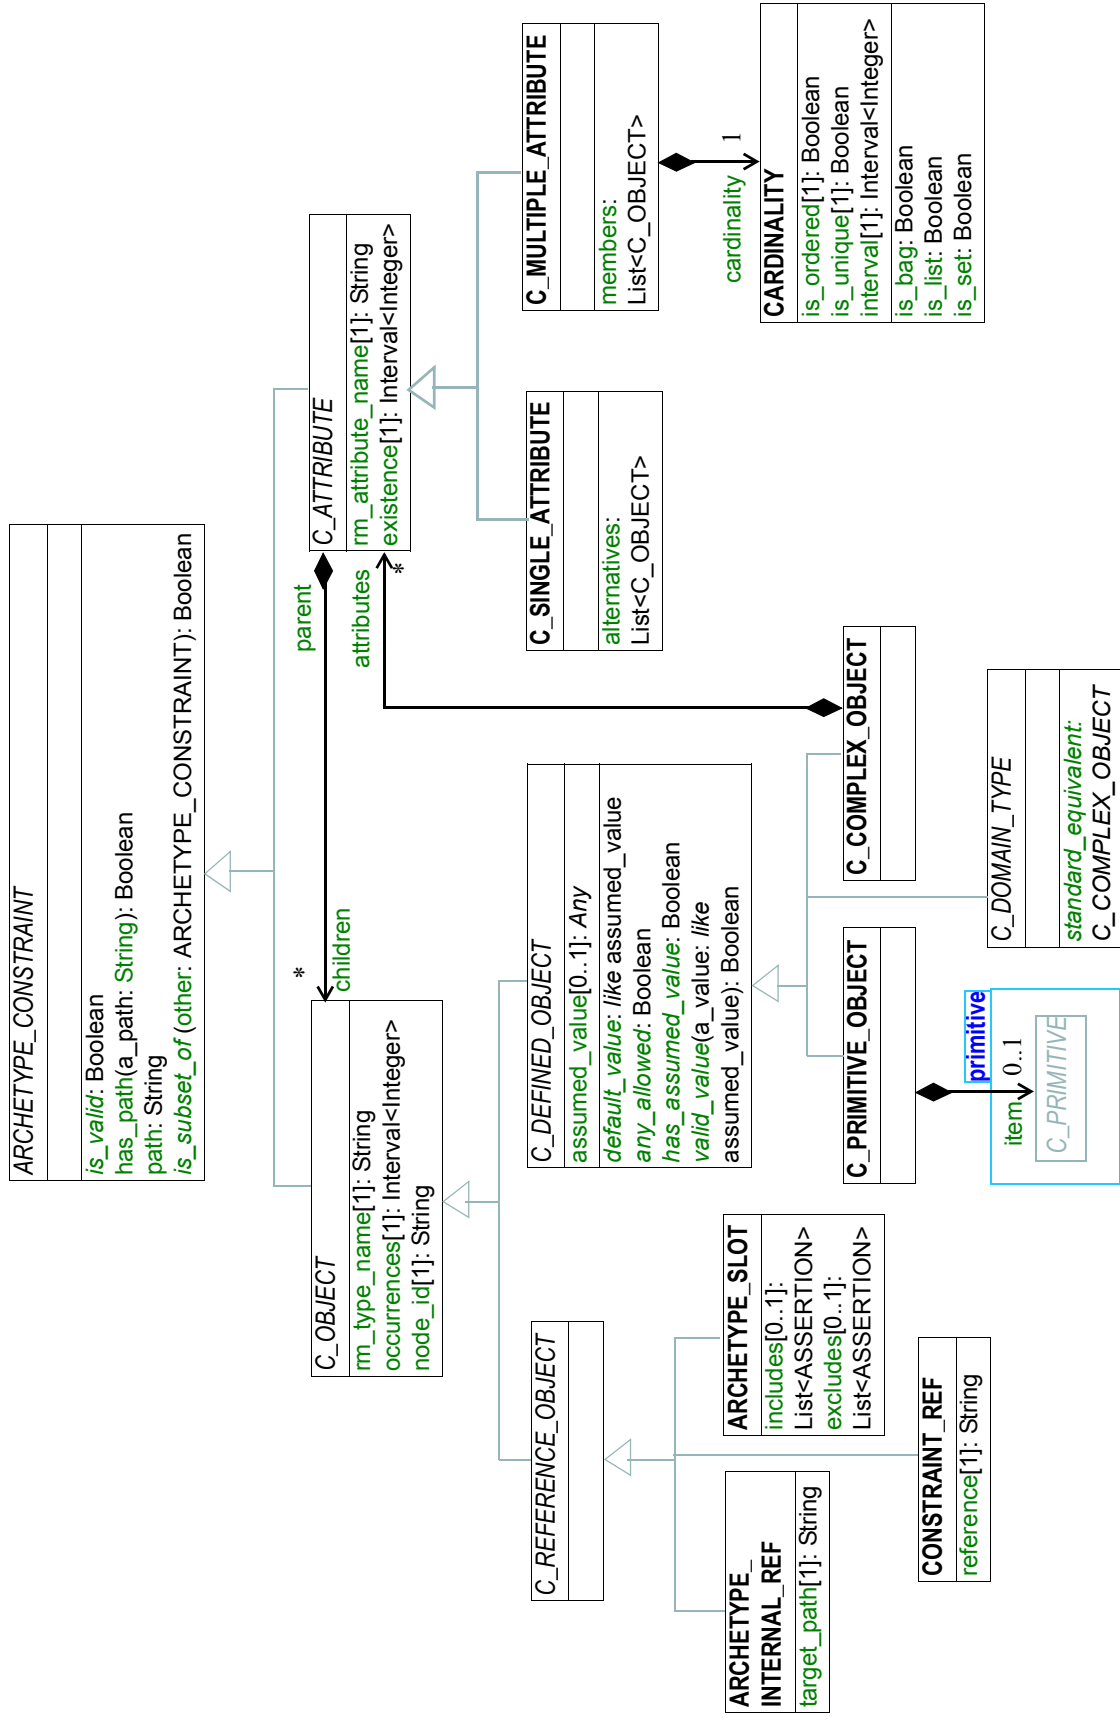 ARCHETYPE_CONSTRAINT
is_valid: Boolean
has_path(a_path: String): Boolean
path: String
is_subset_of (other: ARCHETYPE_CONSTRAINT): Boolean
C_OBJECT
rm_type_name[1]: String
occurrences[1]: Interval<Integer>
node_id[1]: String
*
children
parent
attributes
*
C_ATTRIBUTE
rm_attribute_name[1]: String
existence[1]: Interval<Integer>
C_REFERENCE_OBJECT
C_DEFINED_OBJECT
assumed_value[0..1]: Any
default_value: like assumed_value
any_allowed: Boolean
has_assumed_value: Boolean
valid_value(a_value: like
assumed_value): Boolean
C_SINGLE_ATTRIBUTE
alternatives:
List<C_OBJECT>
C_MULTIPLE_ATTRIBUTE
members:
List<C_OBJECT>
cardinality
1
ARCHETYPE_
INTERNAL_REF
target_path[1]: String
ARCHETYPE_SLOT
includes[0..1]:
List<ASSERTION>
excludes[0..1]:
List<ASSERTION>
C_PRIMITIVE_OBJECT
C_COMPLEX_OBJECT
CARDINALITY
is_ordered[1]: Boolean
is_unique[1]: Boolean
interval[1]: Interval<Integer>
is_bag: Boolean
is_list: Boolean
is_set: Boolean
CONSTRAINT_REF
reference[1]: String
primitive
item
0..1
C_PRIMITIVE
C_DOMAIN_TYPE
standard_equivalent:
C_COMPLEX_OBJECT